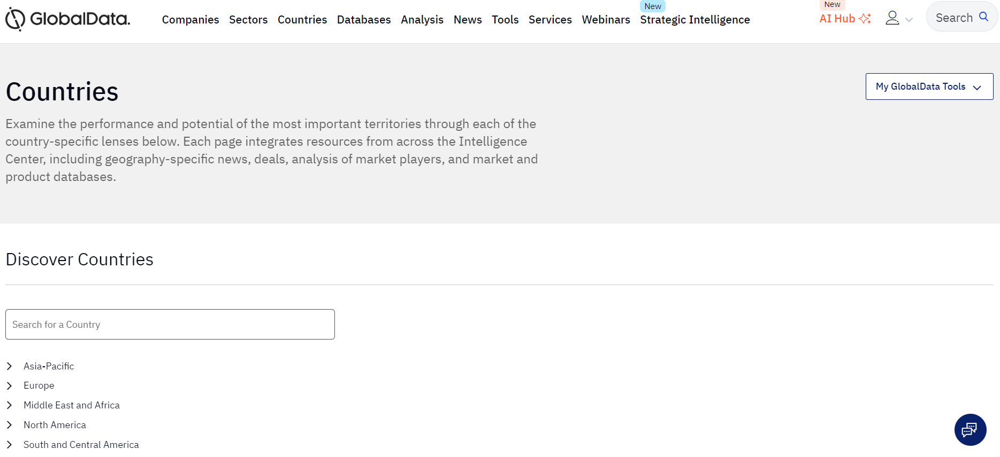 GlobalData.
Companies Sectors Countries Databases Analysis News Tools Services Webinars New Strategic Intelligence
New
AI Hub
Search
Countries
My GlobalData Tools
Examine the performance and potential of the most important territories through each of the
country-specific lenses below. Each page integrates resources from across the Intelligence
Center, including geography-specific news, deals, analysis of market players, and market and
product databases.
Discover Countries
Search for a Country
Asia-Pacific
Europe
Middle East and Africa
North America
South and Central America